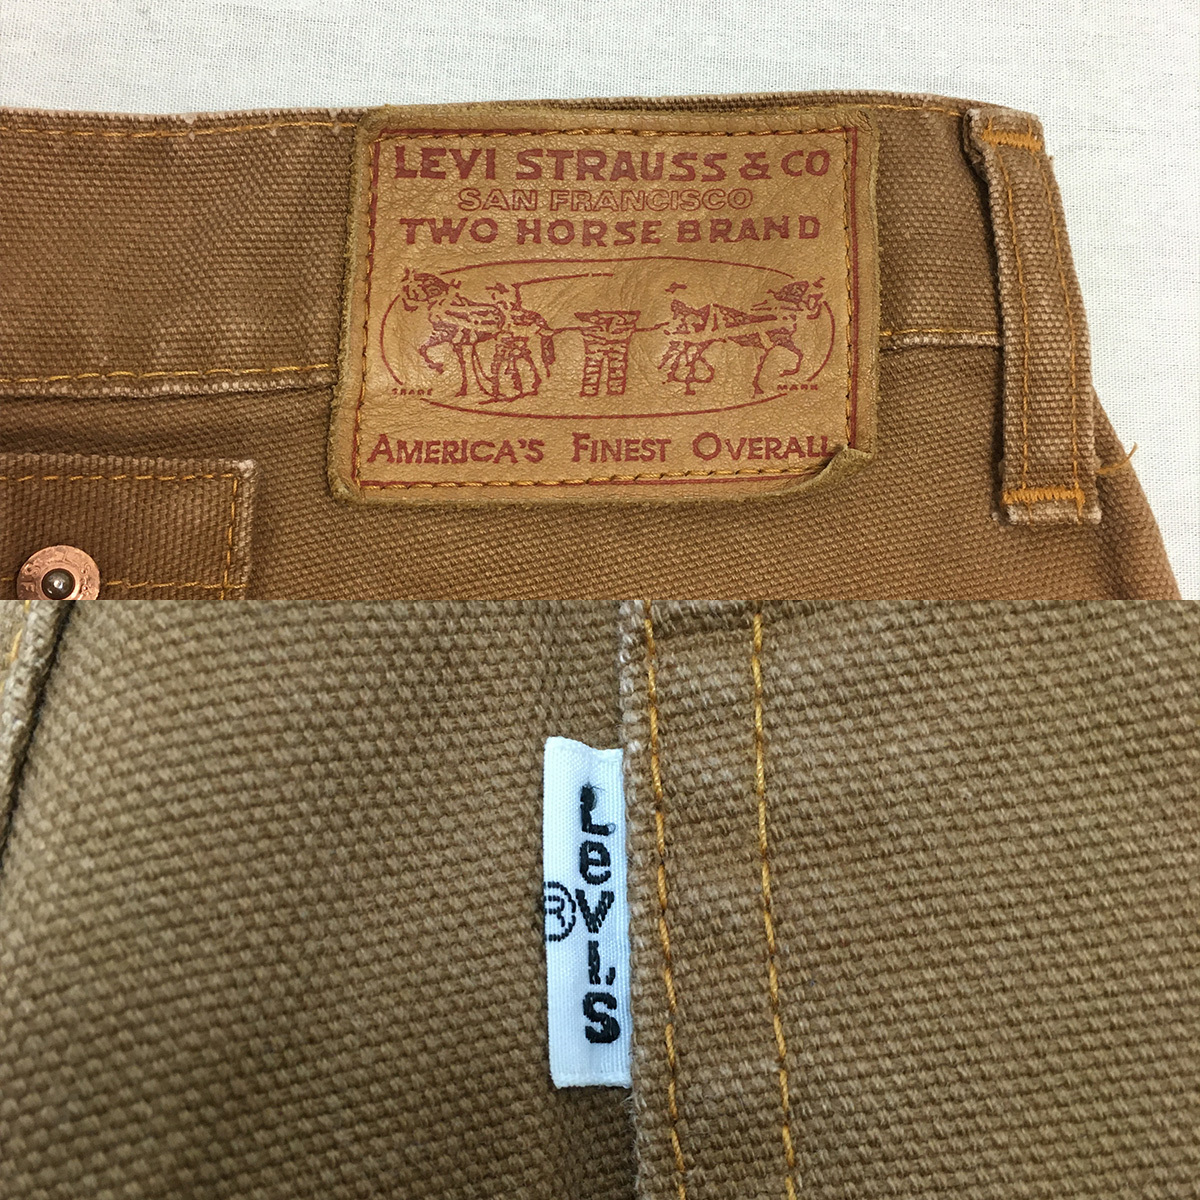 LEVI STRAUSS & CO
SAN FRANCISCO
TWO HORSE BRAND
TRADE MARK
AMERICA'S FINEST OVERALL
LeVi's
®